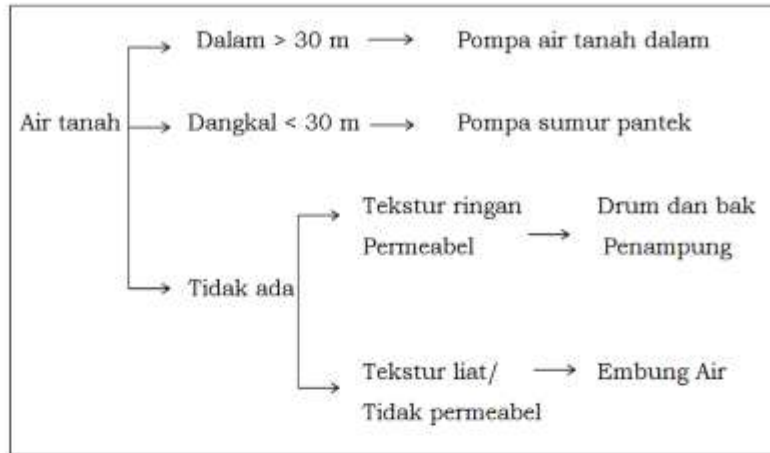 Dalam > 30 m → Pompa air tanah dalam
Air tanah → Dangkal < 30 m → Pompa sumur pantek
Tekstur ringan Drum dan bak
Permeabel → Penampung
Tidak ada
Tekstur liat/ → Embung Air
Tidak permeabel